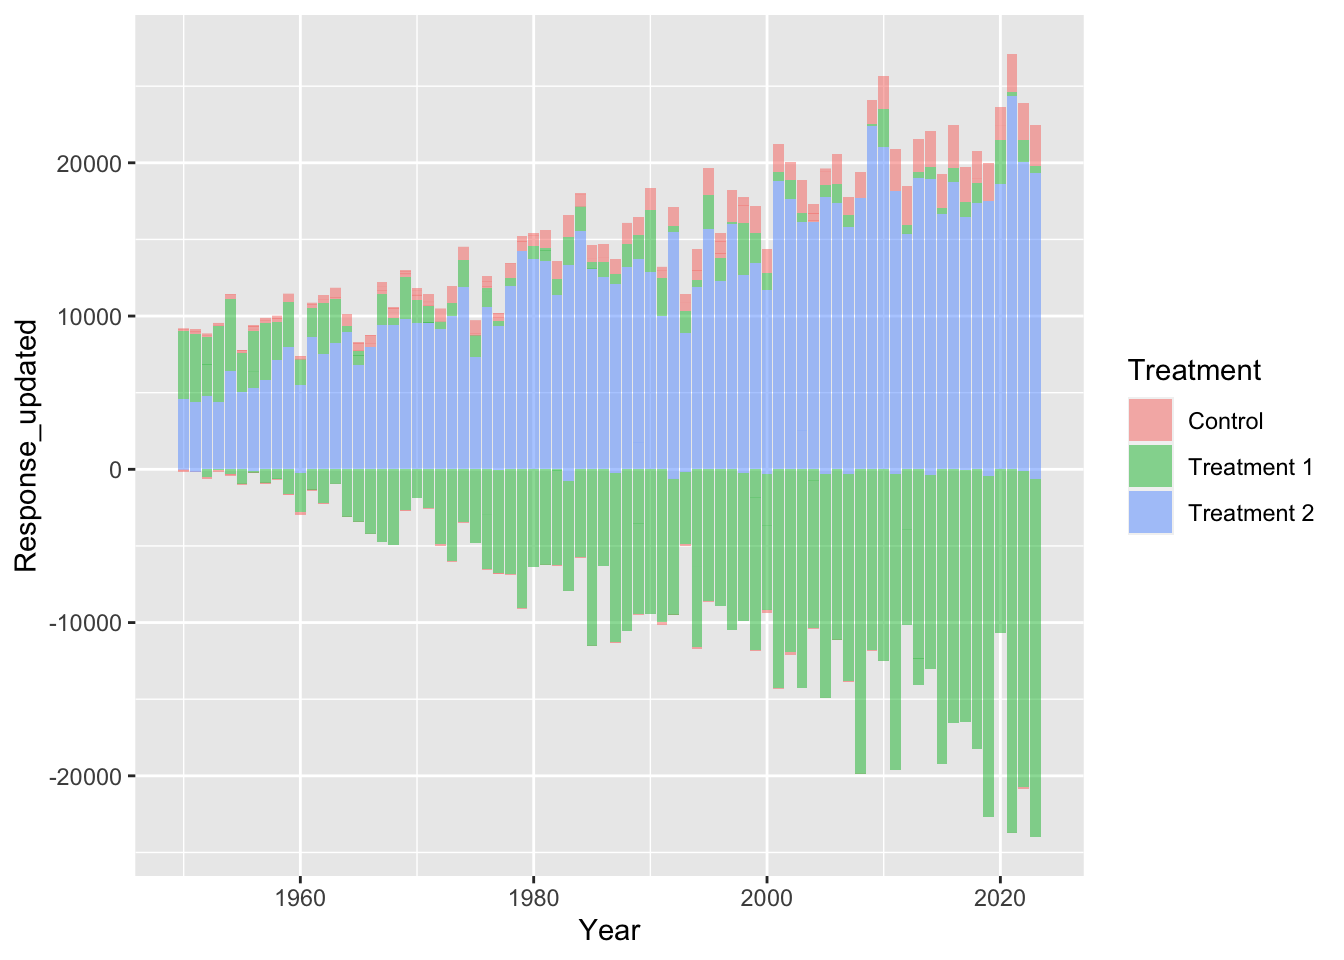 20000
10000
0
-10000
-20000
Response_updated
1960
1980
2000
2020
Year
Treatment
Control
Treatment 1
Treatment 2